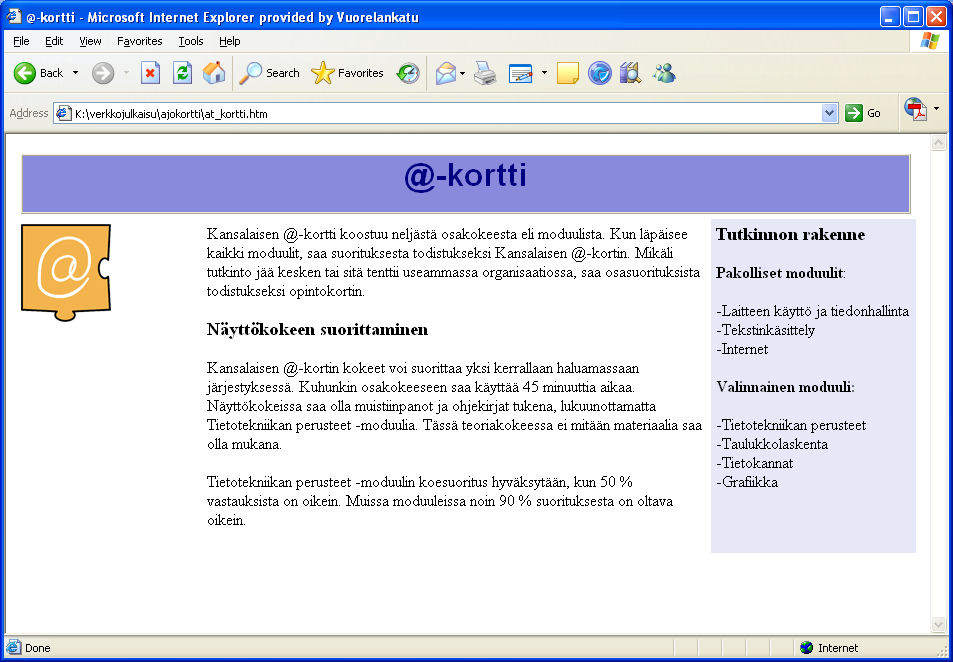 @-kortti - Microsoft Internet Explorer provided by Vuorelankatu
File Edit View Favorites Tools Help
Back Search Favorites
Address K:\verkkojulkaisu\ajokortti\at_kortti.htm Go
@-kortti
@
Kansalaisen @-kortti koostuu neljästä osakokeesta eli moduulista. Kun läpäisee
kaikki moduulit, saa suorituksesta todistukseksi Kansalaisen @-kortin. Mikäli
tutkinto jää kesken tai sitä tenttii useammassa organisaatiossa, saa osasuorituksista
todistukseksi opintokortin.
Näyttökokeen suorittaminen
Kansalaisen @-kortin kokeet voi suorittaa yksi kerrallaan haluamassaan
järjestyksessä. Kuhunkin osakokeeseen saa käyttää 45 minuuttia aikaa.
Näyttökokeissa saa olla muistiinpanot ja ohjekirjat tukena, lukuunottamatta
Tietotekniikan perusteet -moduulia. Tässä teoriakokeessa ei mitään materiaalia saa
olla mukana.
Tietotekniikan perusteet -moduulin koesuoritus hyväksytään, kun 50 %
vastauksista on oikein. Muissa moduuleissa noin 90 % suorituksesta on oltava
oikein.
Tutkinnon rakenne
Pakolliset moduulit:
-Laitteen käyttö ja tiedonhallinta
-Tekstinkäsittely
-Internet
Valinnainen moduuli:
-Tietotekniikan perusteet
-Taulukkolaskenta
-Tietokannat
-Grafiikka
Done Internet